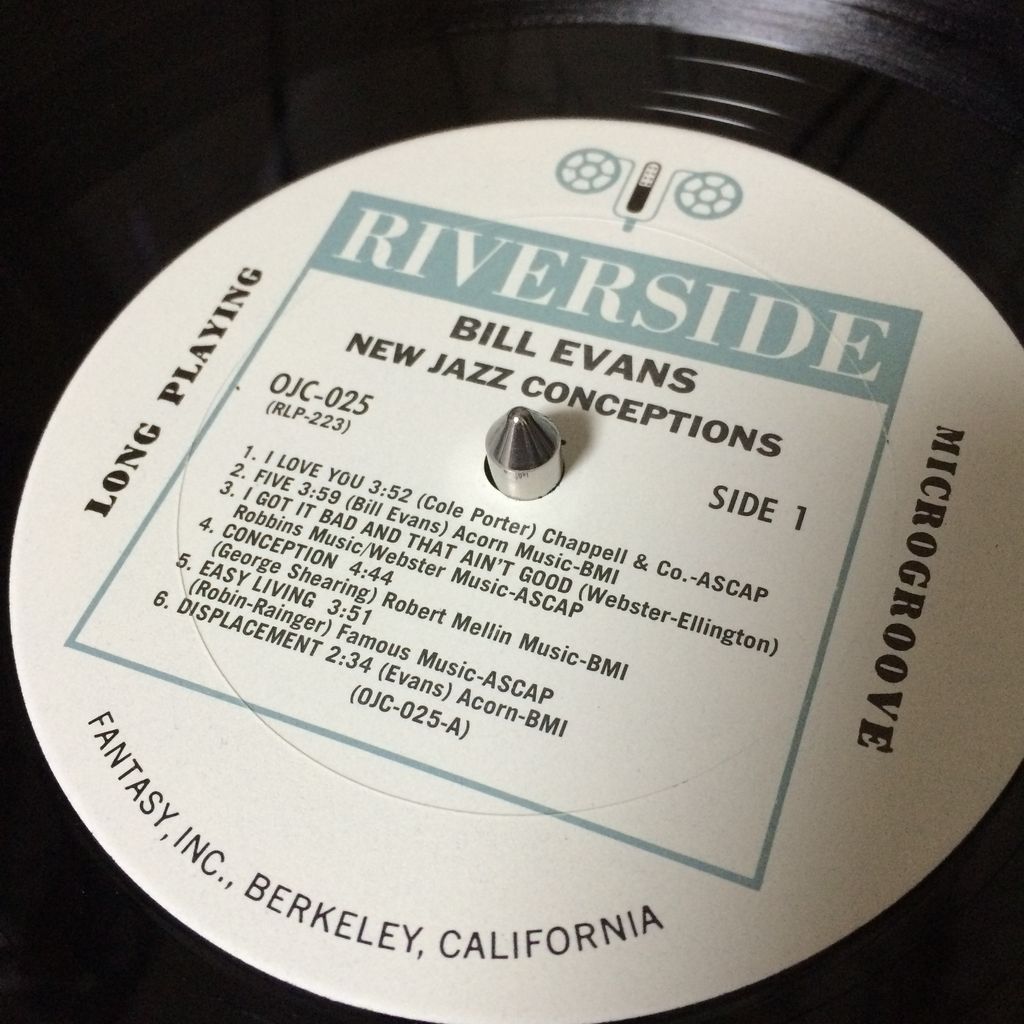 RIVERSIDE
BILL EVANS
NEW JAZZ CONCEPTIONS
OJC-025
(RLP-223)
SIDE 1
1. I LOVE YOU 3:52 (Cole Porter) Chappell & Co.-ASCAP
2. FIVE 3:59 (Bill Evans) Acorn Music-BMI
3. I GOT IT BAD AND THAT AIN'T GOOD (Webster-Ellington)
Robbins Music/Webster Music-ASCAP
4. CONCEPTION 4:44
(George Shearing) Robert Mellin Music-BMI
5. EASY LIVING 3:51
(Robin-Rainger) Famous Music-ASCAP
6. DISPLACEMENT 2:34 (Evans) Acorn-BMI
(OJC-025-A)
LONG PLAYING
MICROGROOVE
FANTASY, INC., BERKELEY, CALIFORNIA